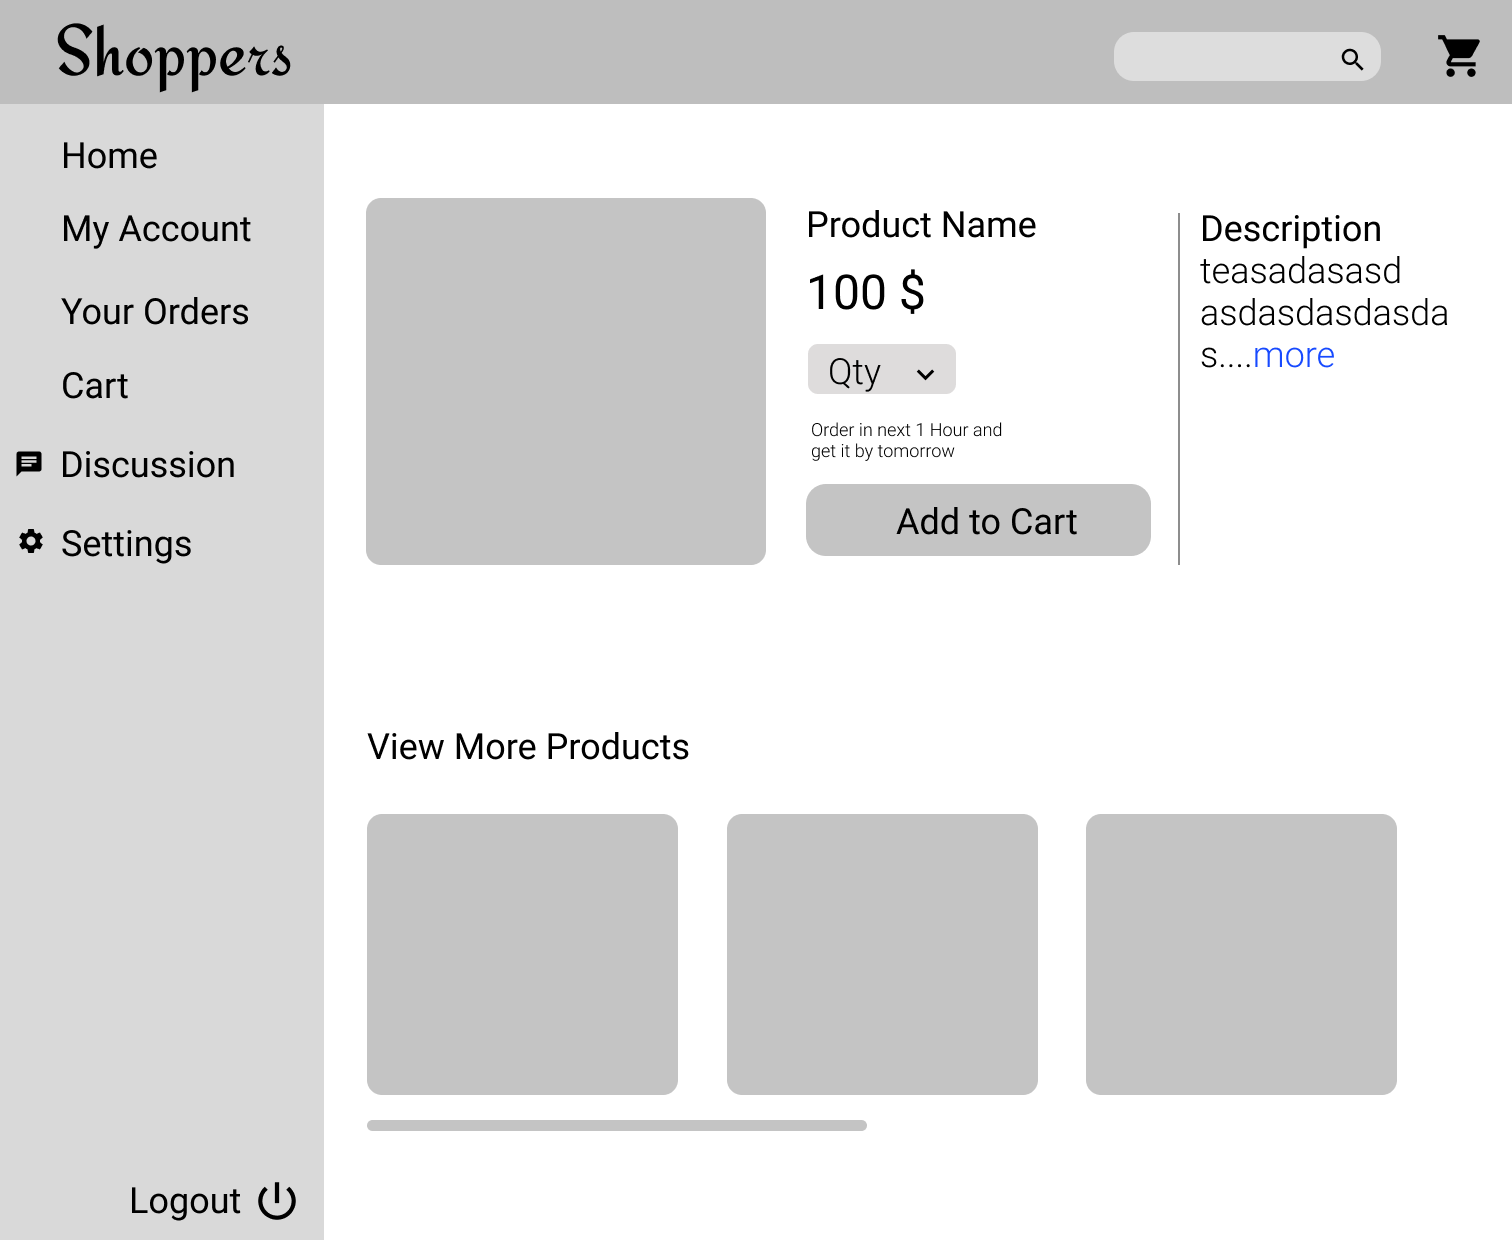 Shoppers
Home
My Account
Your Orders
Cart
Discussion
Settings
Logout
Product Name
100 $
Qty
Order in next 1 Hour and
get it by tomorrow
Add to Cart
Description
teasadasasd
asdasdasdasda
s....more
View More Products